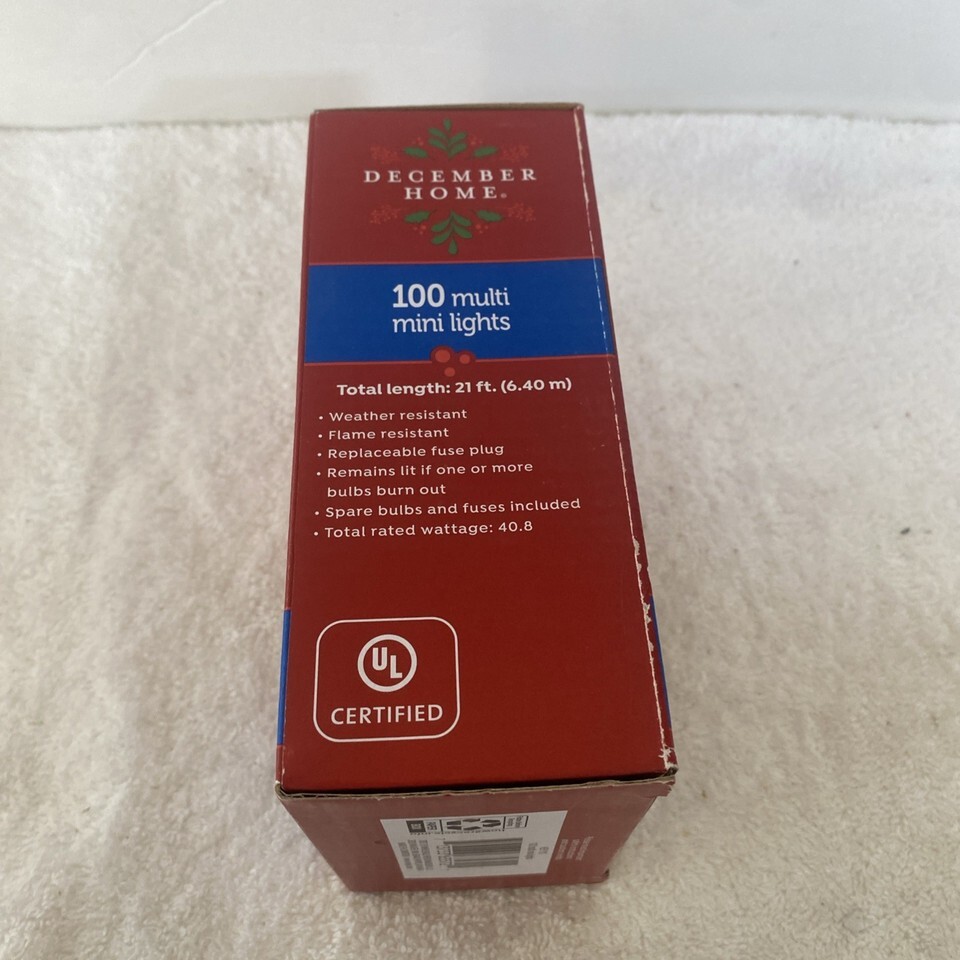 DECEMBER
HOME®
100 multi
mini lights
Total length: 21 ft. (6.40 m)
• Weather resistant
• Flame resistant
• Replaceable fuse plug
• Remains lit if one or more
bulbs burn out
• Spare bulbs and fuses included
• Total rated wattage: 40.8
UL
CERTIFIED